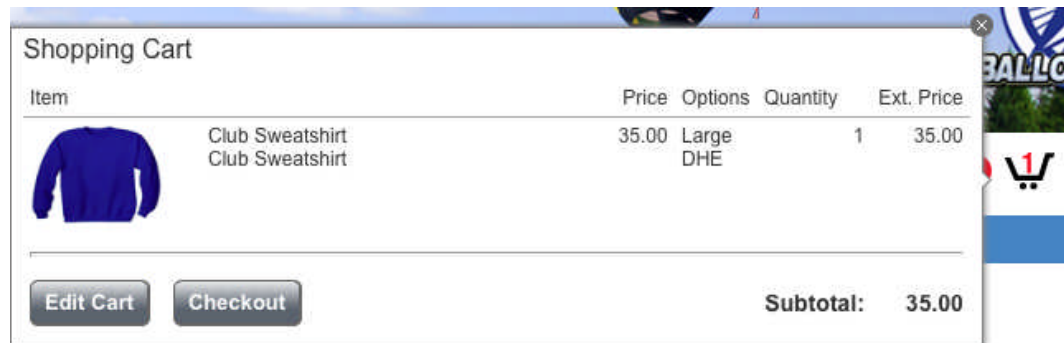 Shopping Cart
Item Price Options Quantity Ext. Price
Club Sweatshirt 35.00 Large 1 35.00
Club Sweatshirt DHE
1
Edit Cart Checkout Subtotal: 35.00